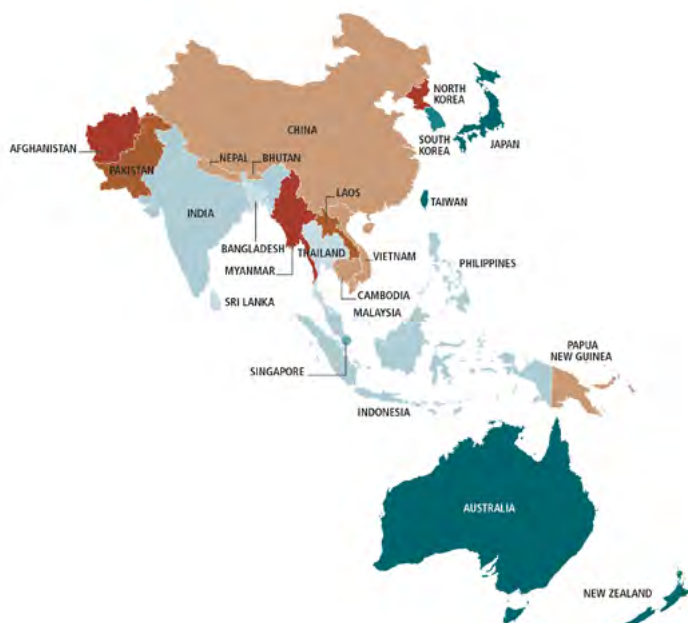 NORTH
KOREA
CHINA
AFGHANISTAN
SOUTH
KOREA
JAPAN
NEPAL
BHUTAN
PAKISTAN
LAOS
TAIWAN
INDIA
BANGLADESH
THAILAND
VIETNAM
PHILIPPINES
MYANMAR
CAMBODIA
SRI LANKA
MALAYSIA
PAPUA
NEW GUINEA
SINGAPORE
INDONESIA
AUSTRALIA
NEW ZEALAND